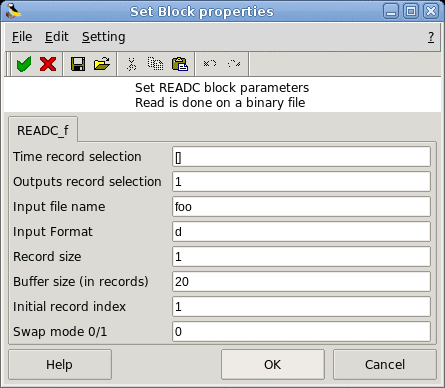 Set Block properties
File Edit Setting ?
Set READC block parameters
Read is done on a binary file
READC_f
Time record selection []
Outputs record selection 1
Input file name foo
Input Format d
Record size 1
Buffer size (in records) 20
Initial record index 1
Swap mode 0/1 0
Help OK Cancel